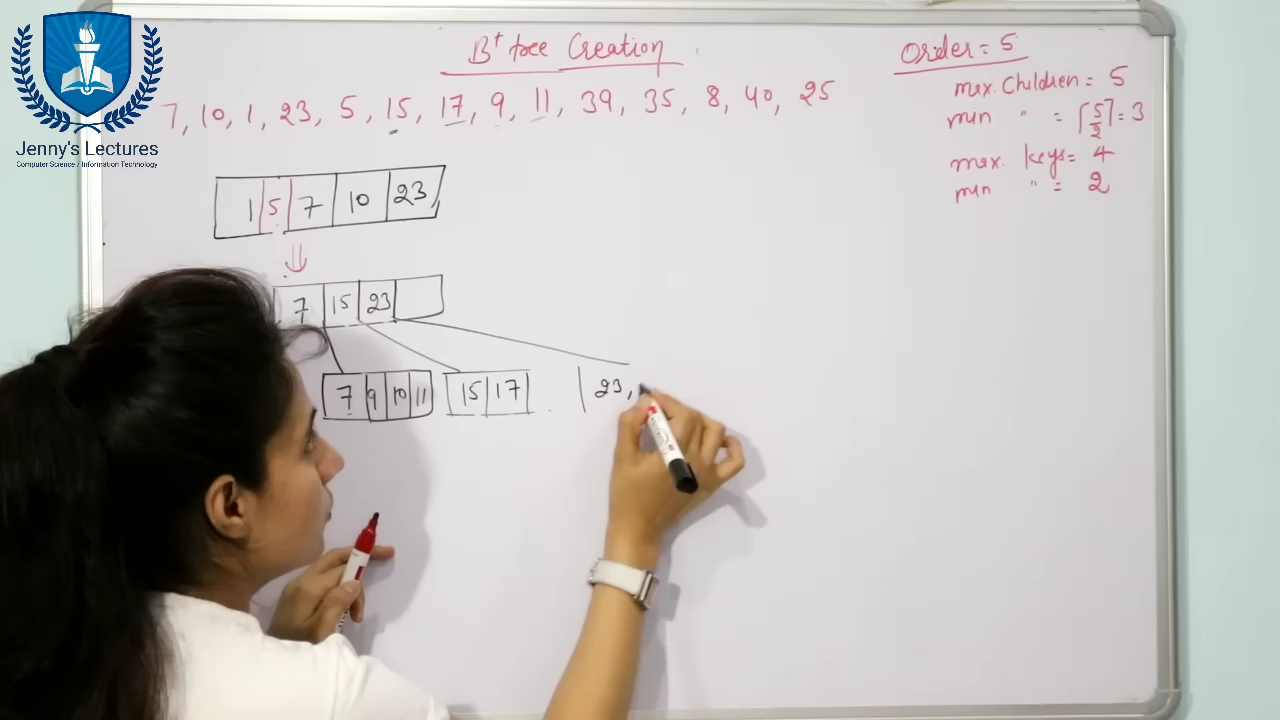 B+ tree Creation
Order = 5
max. Children = 5
min " = ⌈5/2⌉ = 3
max. keys = 4
min " = 2
7, 10, 1, 23, 5, 15, 17, 9, 11, 39, 35, 8, 40, 25
Jenny's Lectures
Computer Science / Information Technology
1 5 7 10 23
⇓
7 15 23
7 9 10 11 15 17 23,